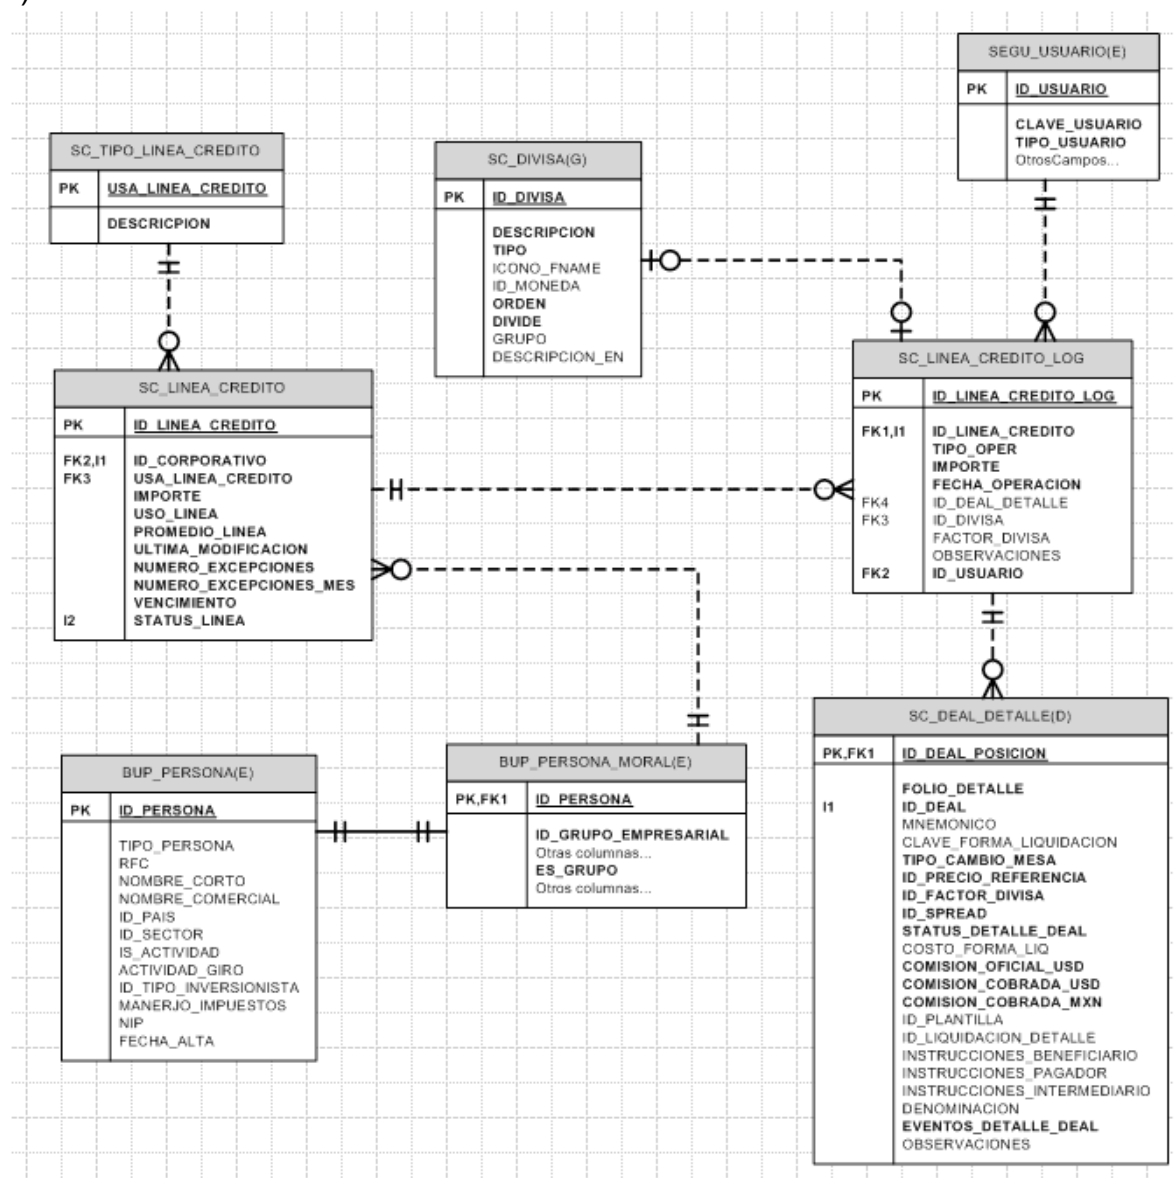 )
SEGU_USUARIO(E)
PK ID_USUARIO
CLAVE_USUARIO
TIPO_USUARIO
OtrosCampos...
SC_TIPO_LINEA_CREDITO
PK USA_LINEA_CREDITO
DESCRICPION
SC_DIVISA(G)
PK ID_DIVISA
DESCRIPCION
TIPO
ICONO_FNAME
ID_MONEDA
ORDEN
DIVIDE
GRUPO
DESCRIPCION_EN
SC_LINEA_CREDITO
PK ID_LINEA_CREDITO
FK2,I1 ID_CORPORATIVO
FK3 USA_LINEA_CREDITO
IMPORTE
USO_LINEA
PROMEDIO_LINEA
ULTIMA_MODIFICACION
NUMERO_EXCEPCIONES
NUMERO_EXCEPCIONES_MES
VENCIMIENTO
I2 STATUS_LINEA
SC_LINEA_CREDITO_LOG
PK ID_LINEA_CREDITO_LOG
FK1,I1 ID_LINEA_CREDITO
TIPO_OPER
IMPORTE
FECHA_OPERACION
FK4 ID_DEAL_DETALLE
FK3 ID_DIVISA
FACTOR_DIVISA
OBSERVACIONES
FK2 ID_USUARIO
BUP_PERSONA(E)
PK ID_PERSONA
TIPO_PERSONA
RFC
NOMBRE_CORTO
NOMBRE_COMERCIAL
ID_PAIS
ID_SECTOR
IS_ACTIVIDAD
ACTIVIDAD_GIRO
ID_TIPO_INVERSIONISTA
MANERJO_IMPUESTOS
NIP
FECHA_ALTA
BUP_PERSONA_MORAL(E)
PK,FK1 ID_PERSONA
ID_GRUPO_EMPRESARIAL
Otras columnas...
ES_GRUPO
Otros columnas...
SC_DEAL_DETALLE(D)
PK,FK1 ID_DEAL_POSICION
FOLIO_DETALLE
I1 ID_DEAL
MNEMONICO
CLAVE_FORMA_LIQUIDACION
TIPO_CAMBIO_MESA
ID_PRECIO_REFERENCIA
ID_FACTOR_DIVISA
ID_SPREAD
STATUS_DETALLE_DEAL
COSTO_FORMA_LIQ
COMISION_OFICIAL_USD
COMISION_COBRADA_USD
COMISION_COBRADA_MXN
ID_PLANTILLA
ID_LIQUIDACION_DETALLE
INSTRUCCIONES_BENEFICIARIO
INSTRUCCIONES_PAGADOR
INSTRUCCIONES_INTERMEDIARIO
DENOMINACION
EVENTOS_DETALLE_DEAL
OBSERVACIONES